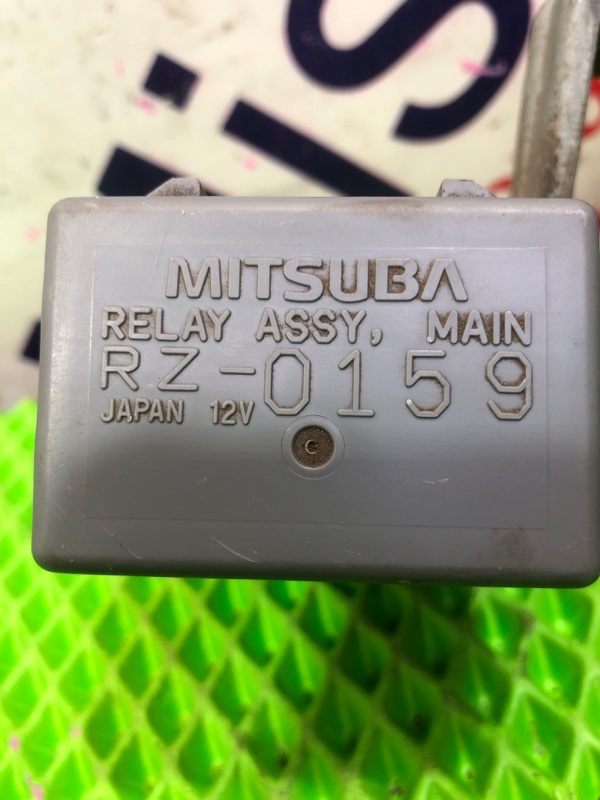 MITSUBA
RELAY ASSY, MAIN
RZ-0159
JAPAN 12V
C